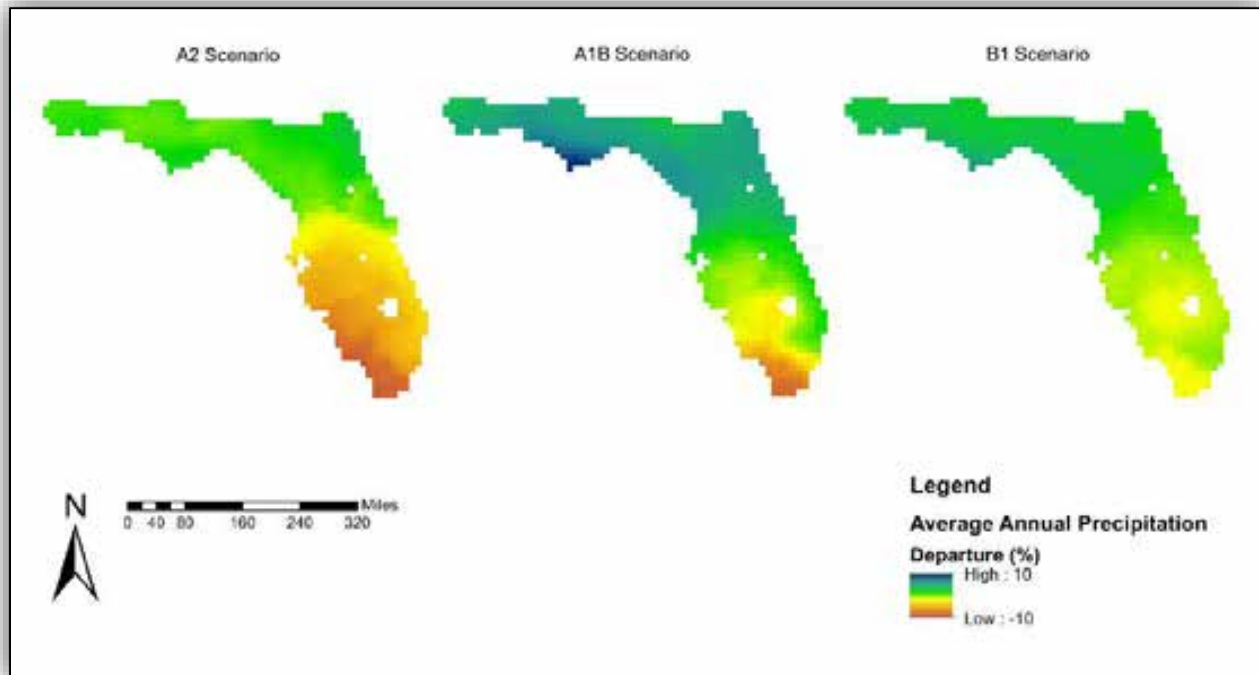 A2 Scenario
A1B Scenario
B1 Scenario
N
Miles
0 40 80 160 240 320
Legend
Average Annual Precipitation
Departure (%)
High : 10
Low : -10